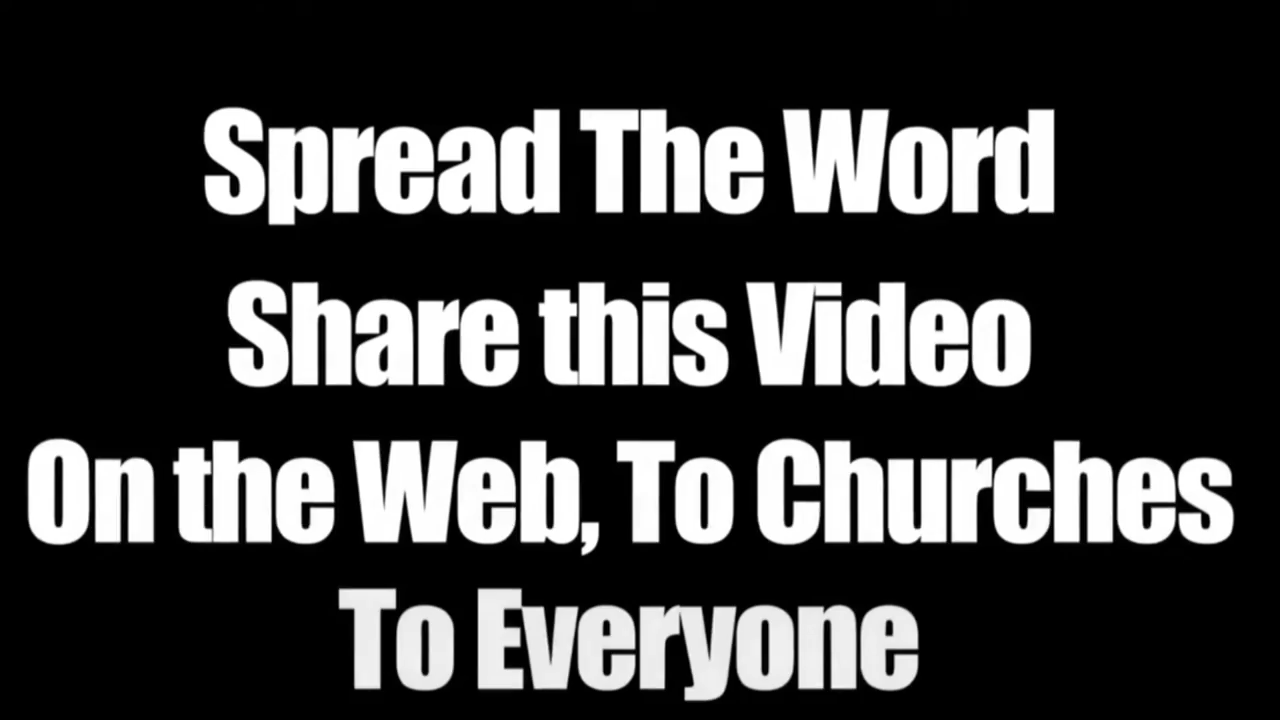 Spread The Word
Share this Video
On the Web, To Churches
To Everyone